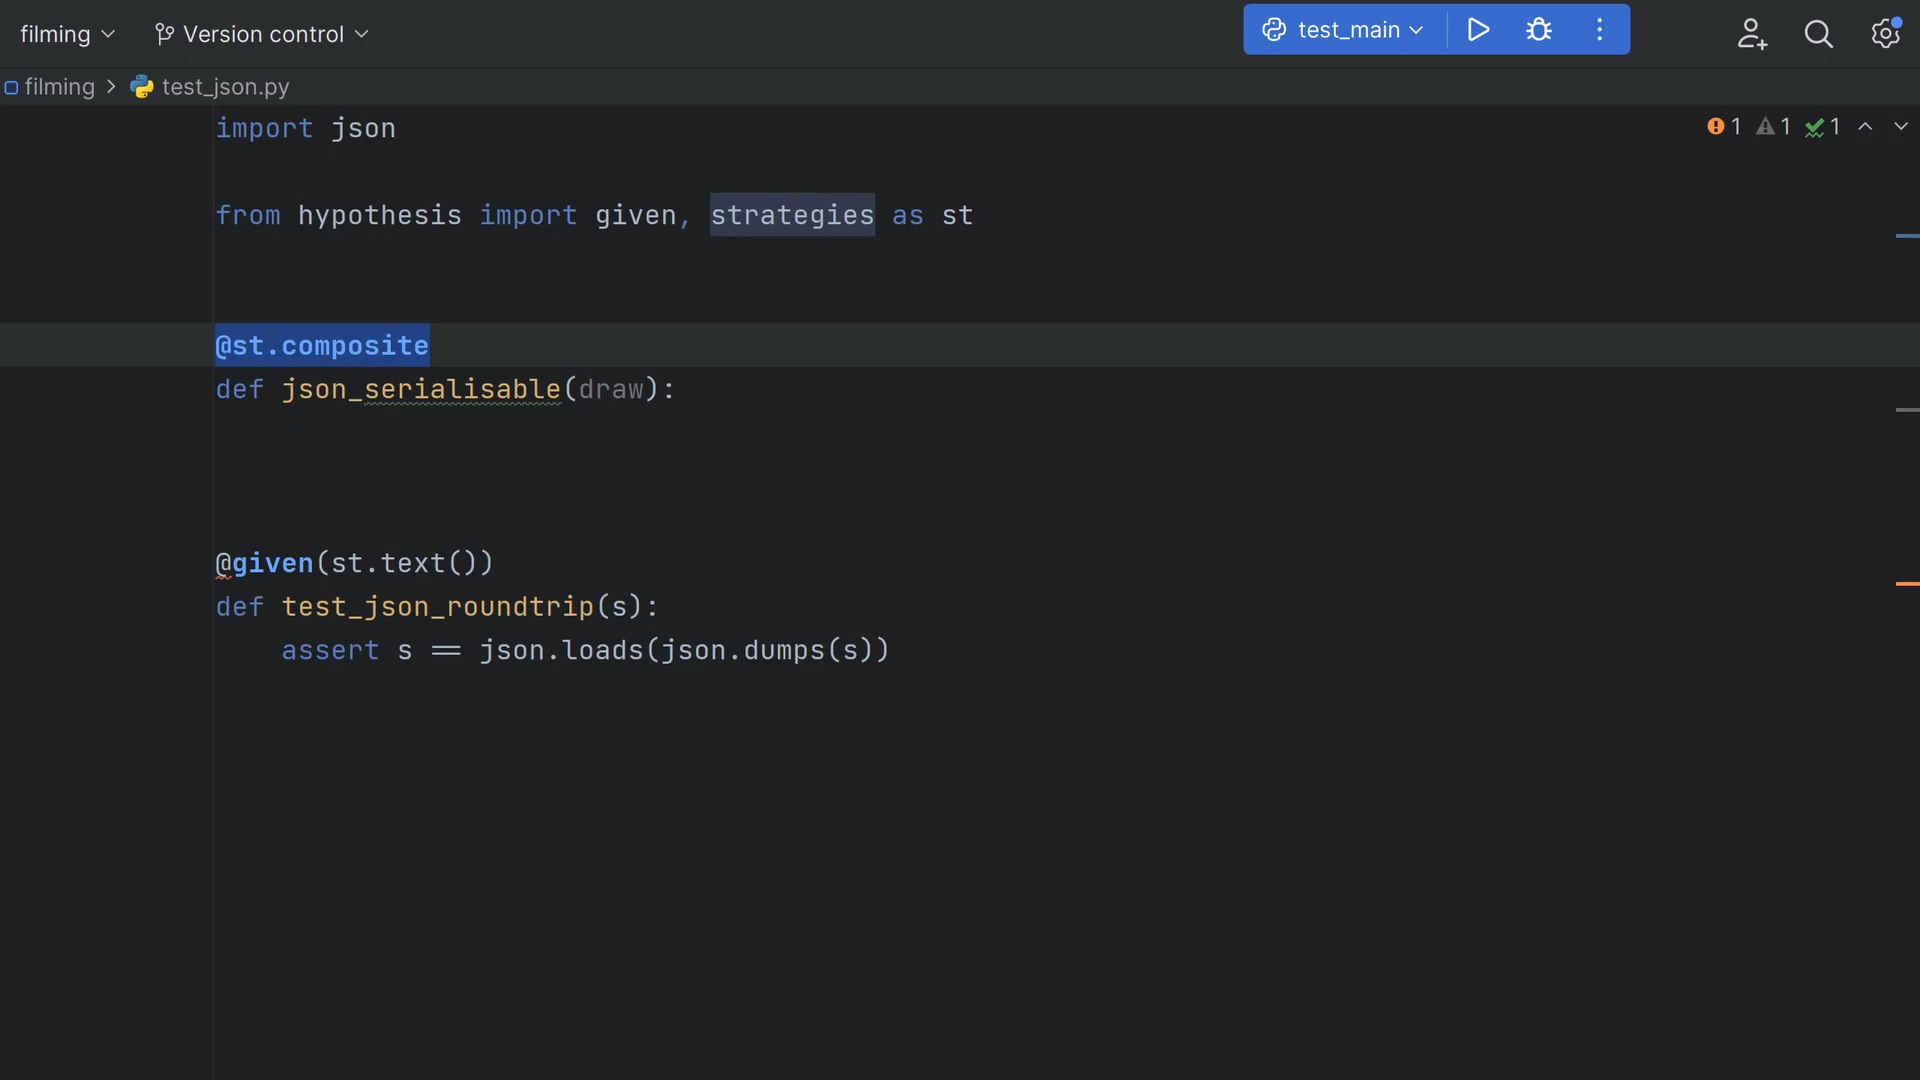 filming
Version control
test_main
filming
test_json.py
import json
1 1 1
from hypothesis import given, strategies as st
@st.composite
def json_serialisable(draw):
@given(st.text())
def test_json_roundtrip(s):
    assert s == json.loads(json.dumps(s))